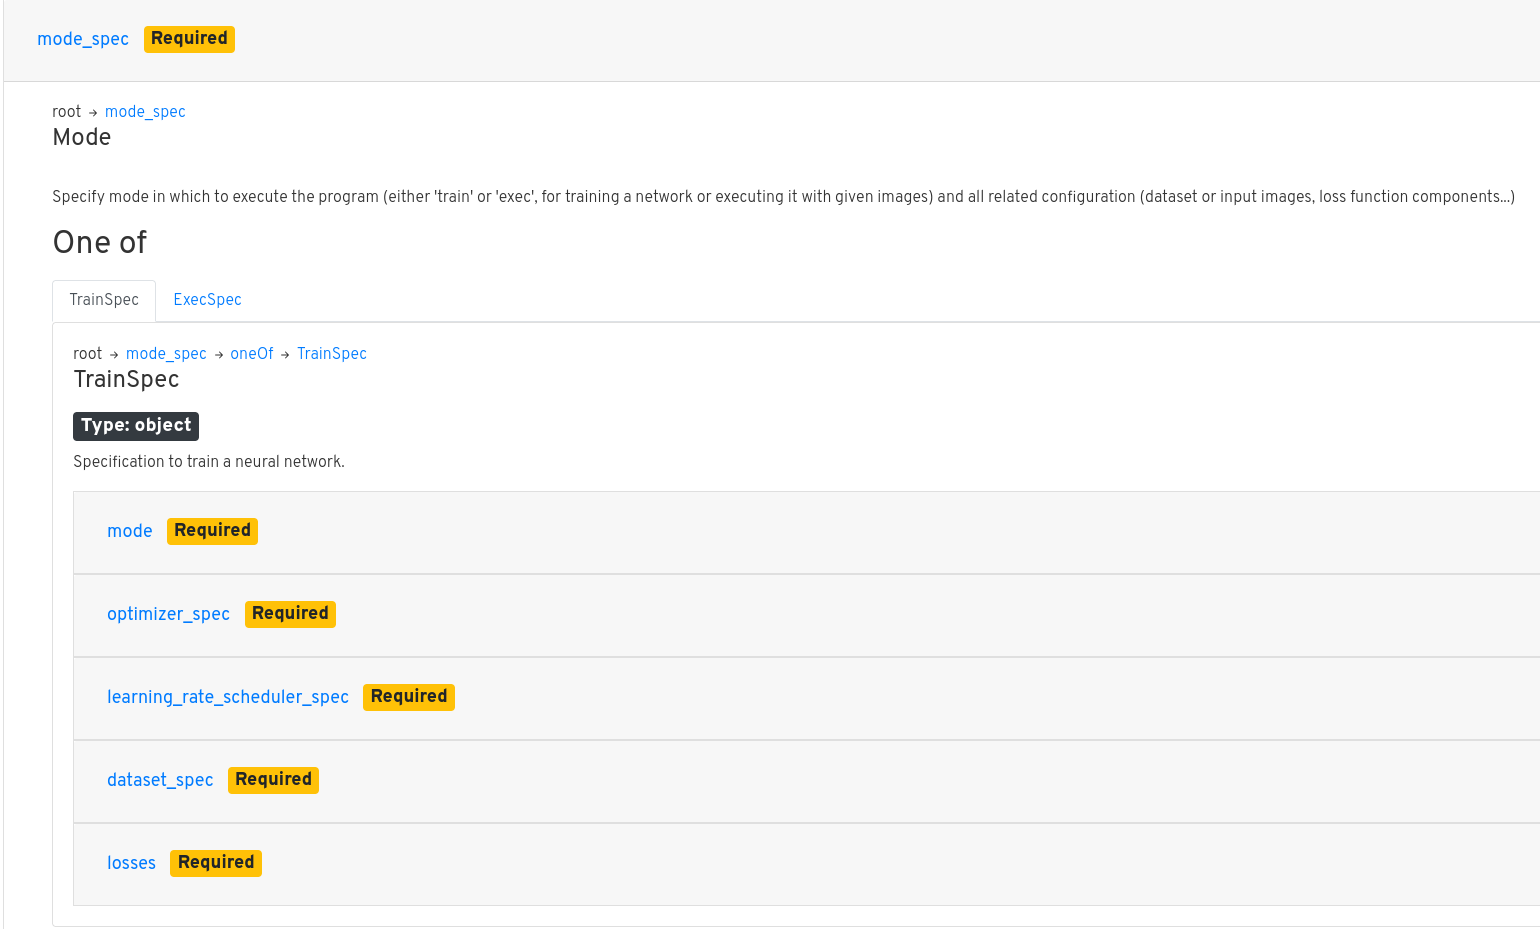 mode_spec Required
root → mode_spec
Mode
Specify mode in which to execute the program (either 'train' or 'exec', for training a network or executing it with given images) and all related configuration (dataset or input images, loss function components...)
One of
TrainSpec ExecSpec
root → mode_spec → oneOf → TrainSpec
TrainSpec
Type: object
Specification to train a neural network.
mode Required
optimizer_spec Required
learning_rate_scheduler_spec Required
dataset_spec Required
losses Required